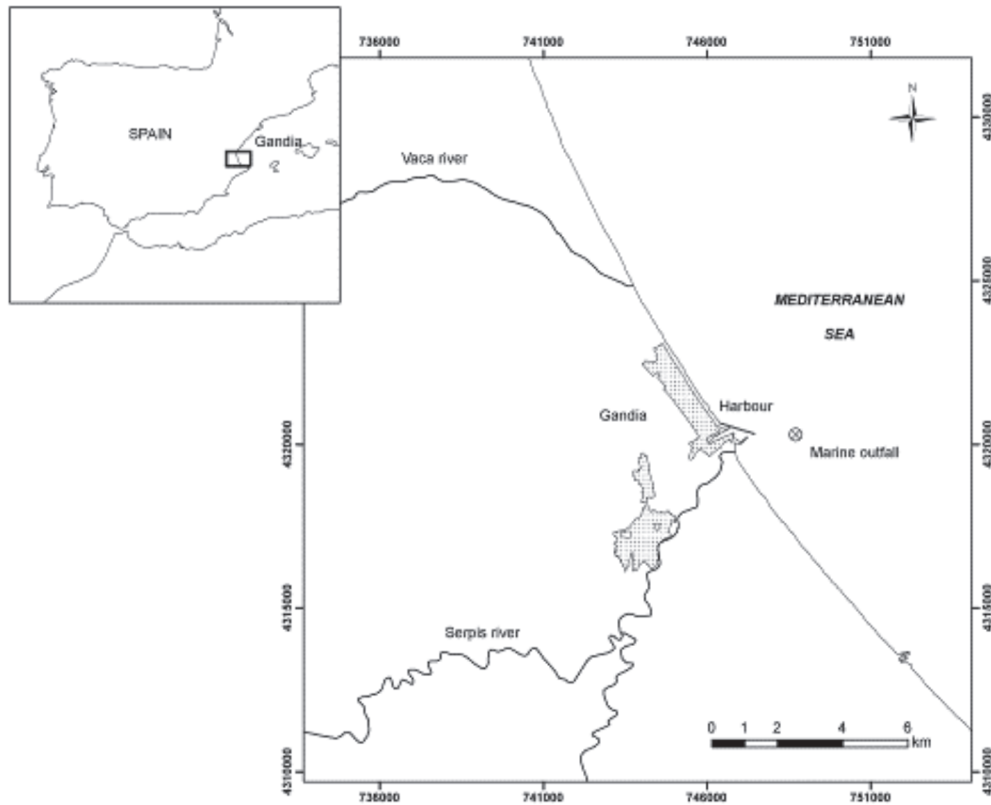 736000 741000 746000 751000
N
SPAIN
Gandia
Vaca river
4330000
4325000
MEDITERRANEAN
SEA
Harbour
Gandia
Marine outfall
4320000
4320000
4315000
4315000
Serpis river
0 1 2 4 6
km
4310000
4310000
736000 741000 746000 751000